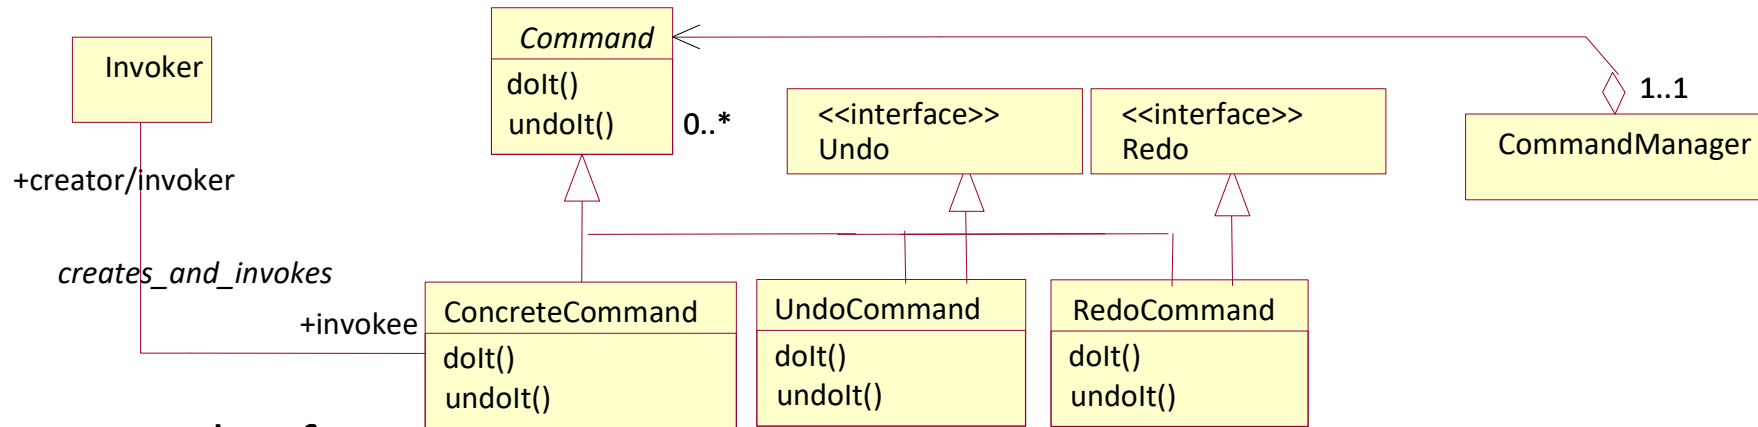 Command
doIt()
undoIt()
0..*
Invoker
+creator/invoker
creates_and_invokes
+invokee
<<interface>>
Undo
<<interface>>
Redo
1..1
CommandManager
ConcreteCommand
doIt()
undoIt()
UndoCommand
doIt()
undoIt()
RedoCommand
doIt()
undoIt()